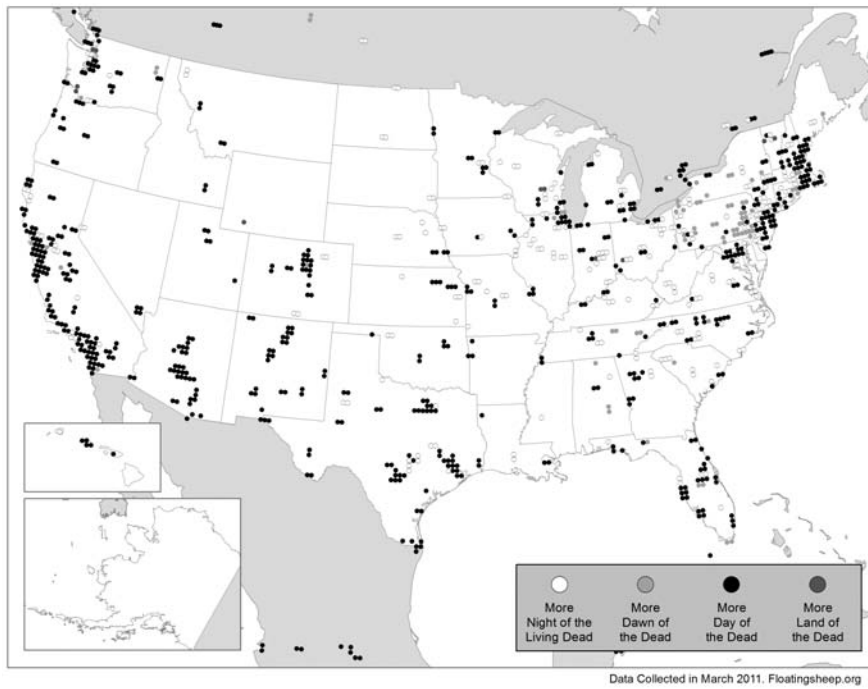 More
Night of the
Living Dead
More
Dawn of
the Dead
More
Day of
the Dead
More
Land of
the Dead
Data Collected in March 2011. Floatingsheep.org